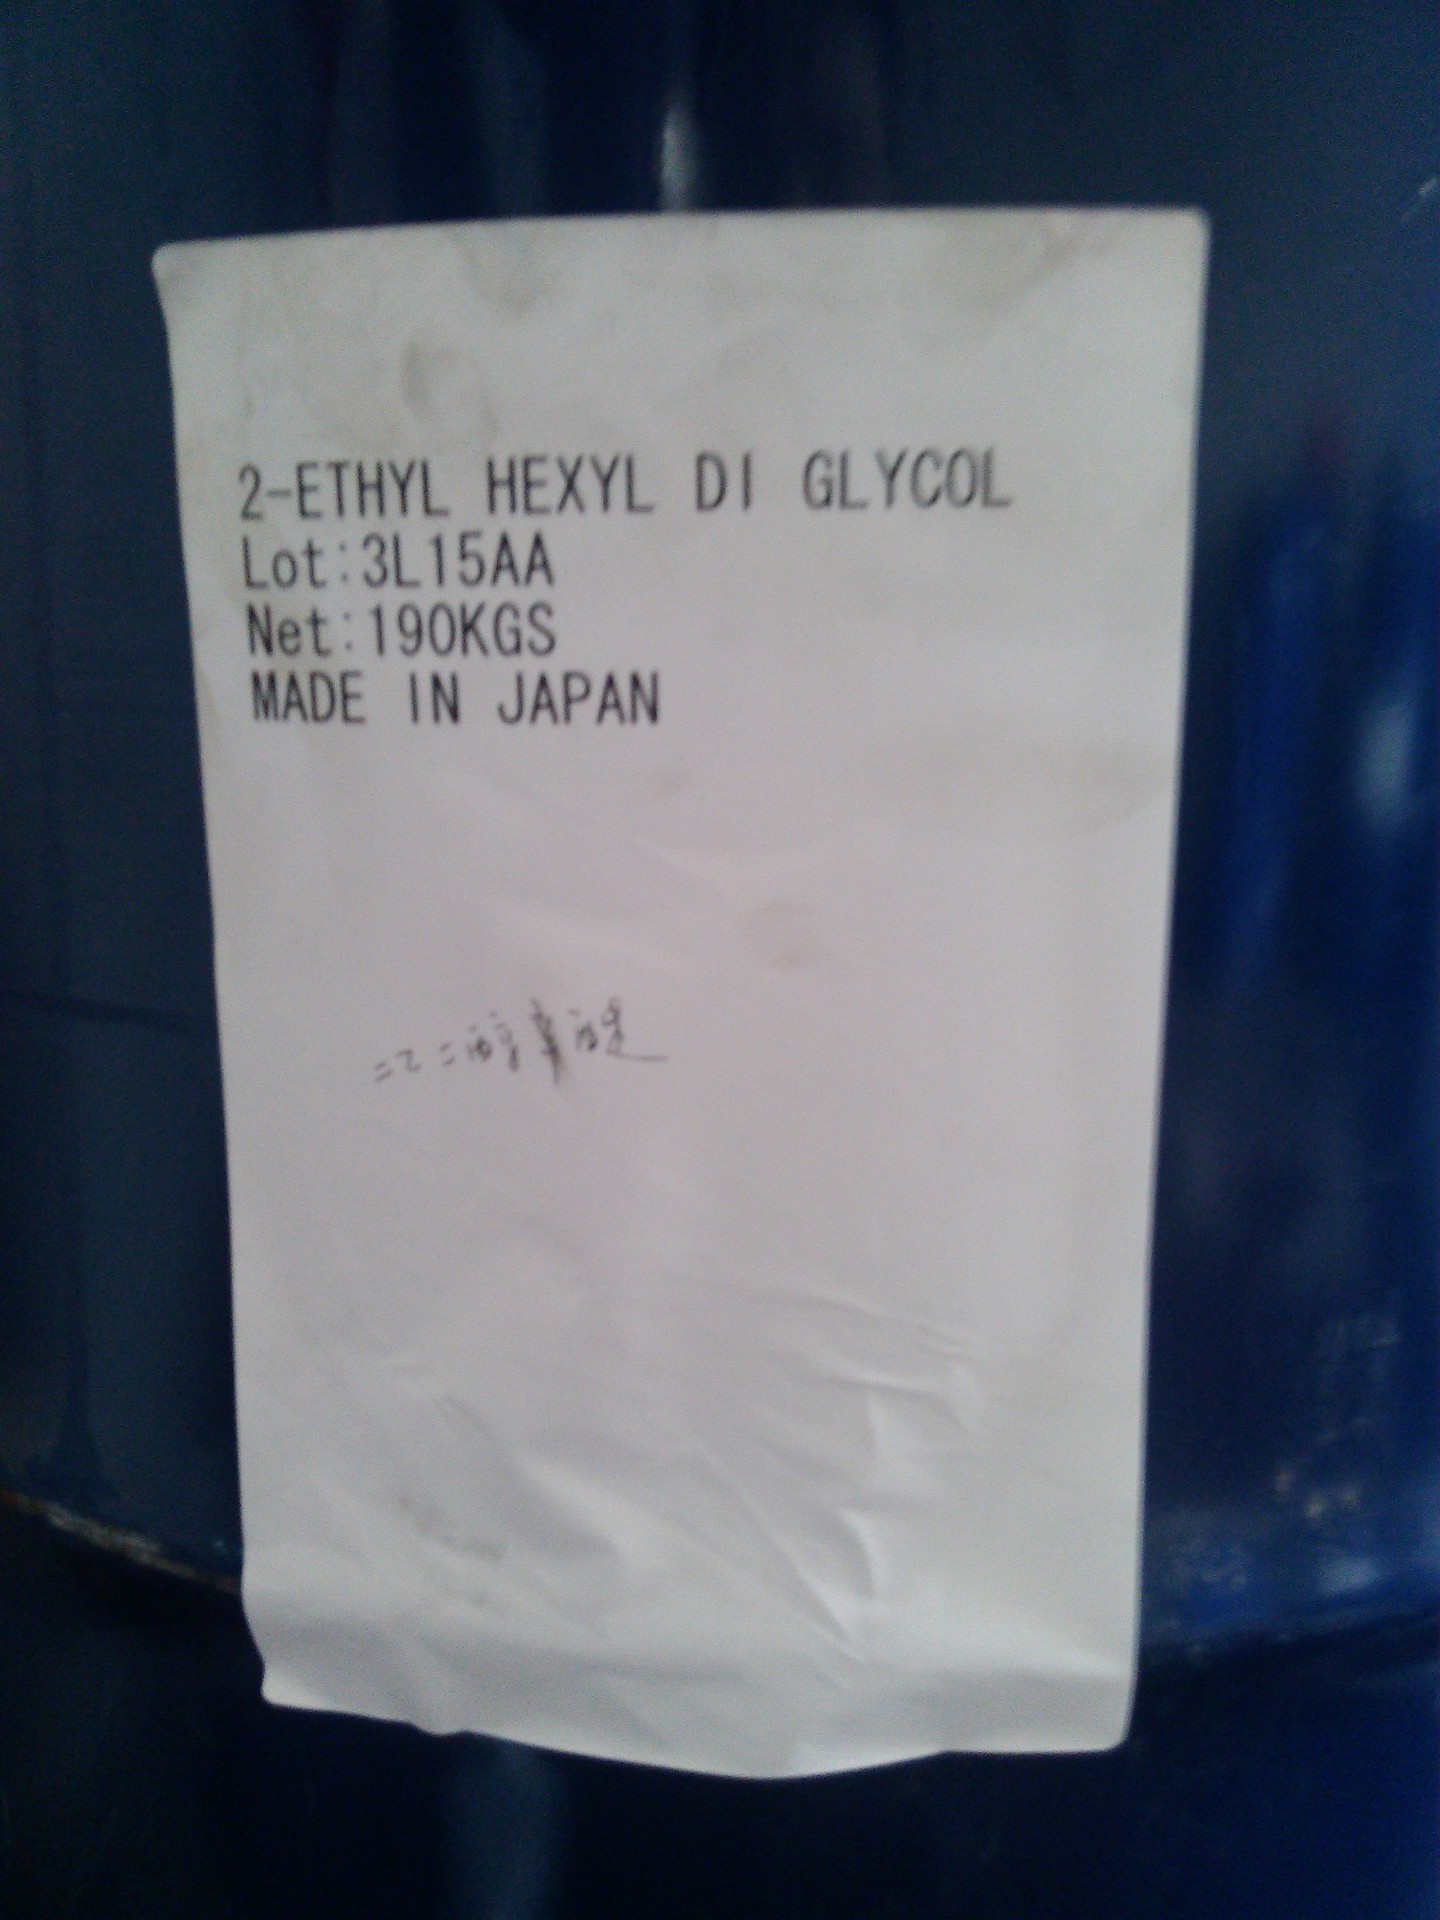 2-ETHYL HEXYL DI GLYCOL
Lot:3L15AA
Net:190KGS
MADE IN JAPAN
二乙二醇辛醚